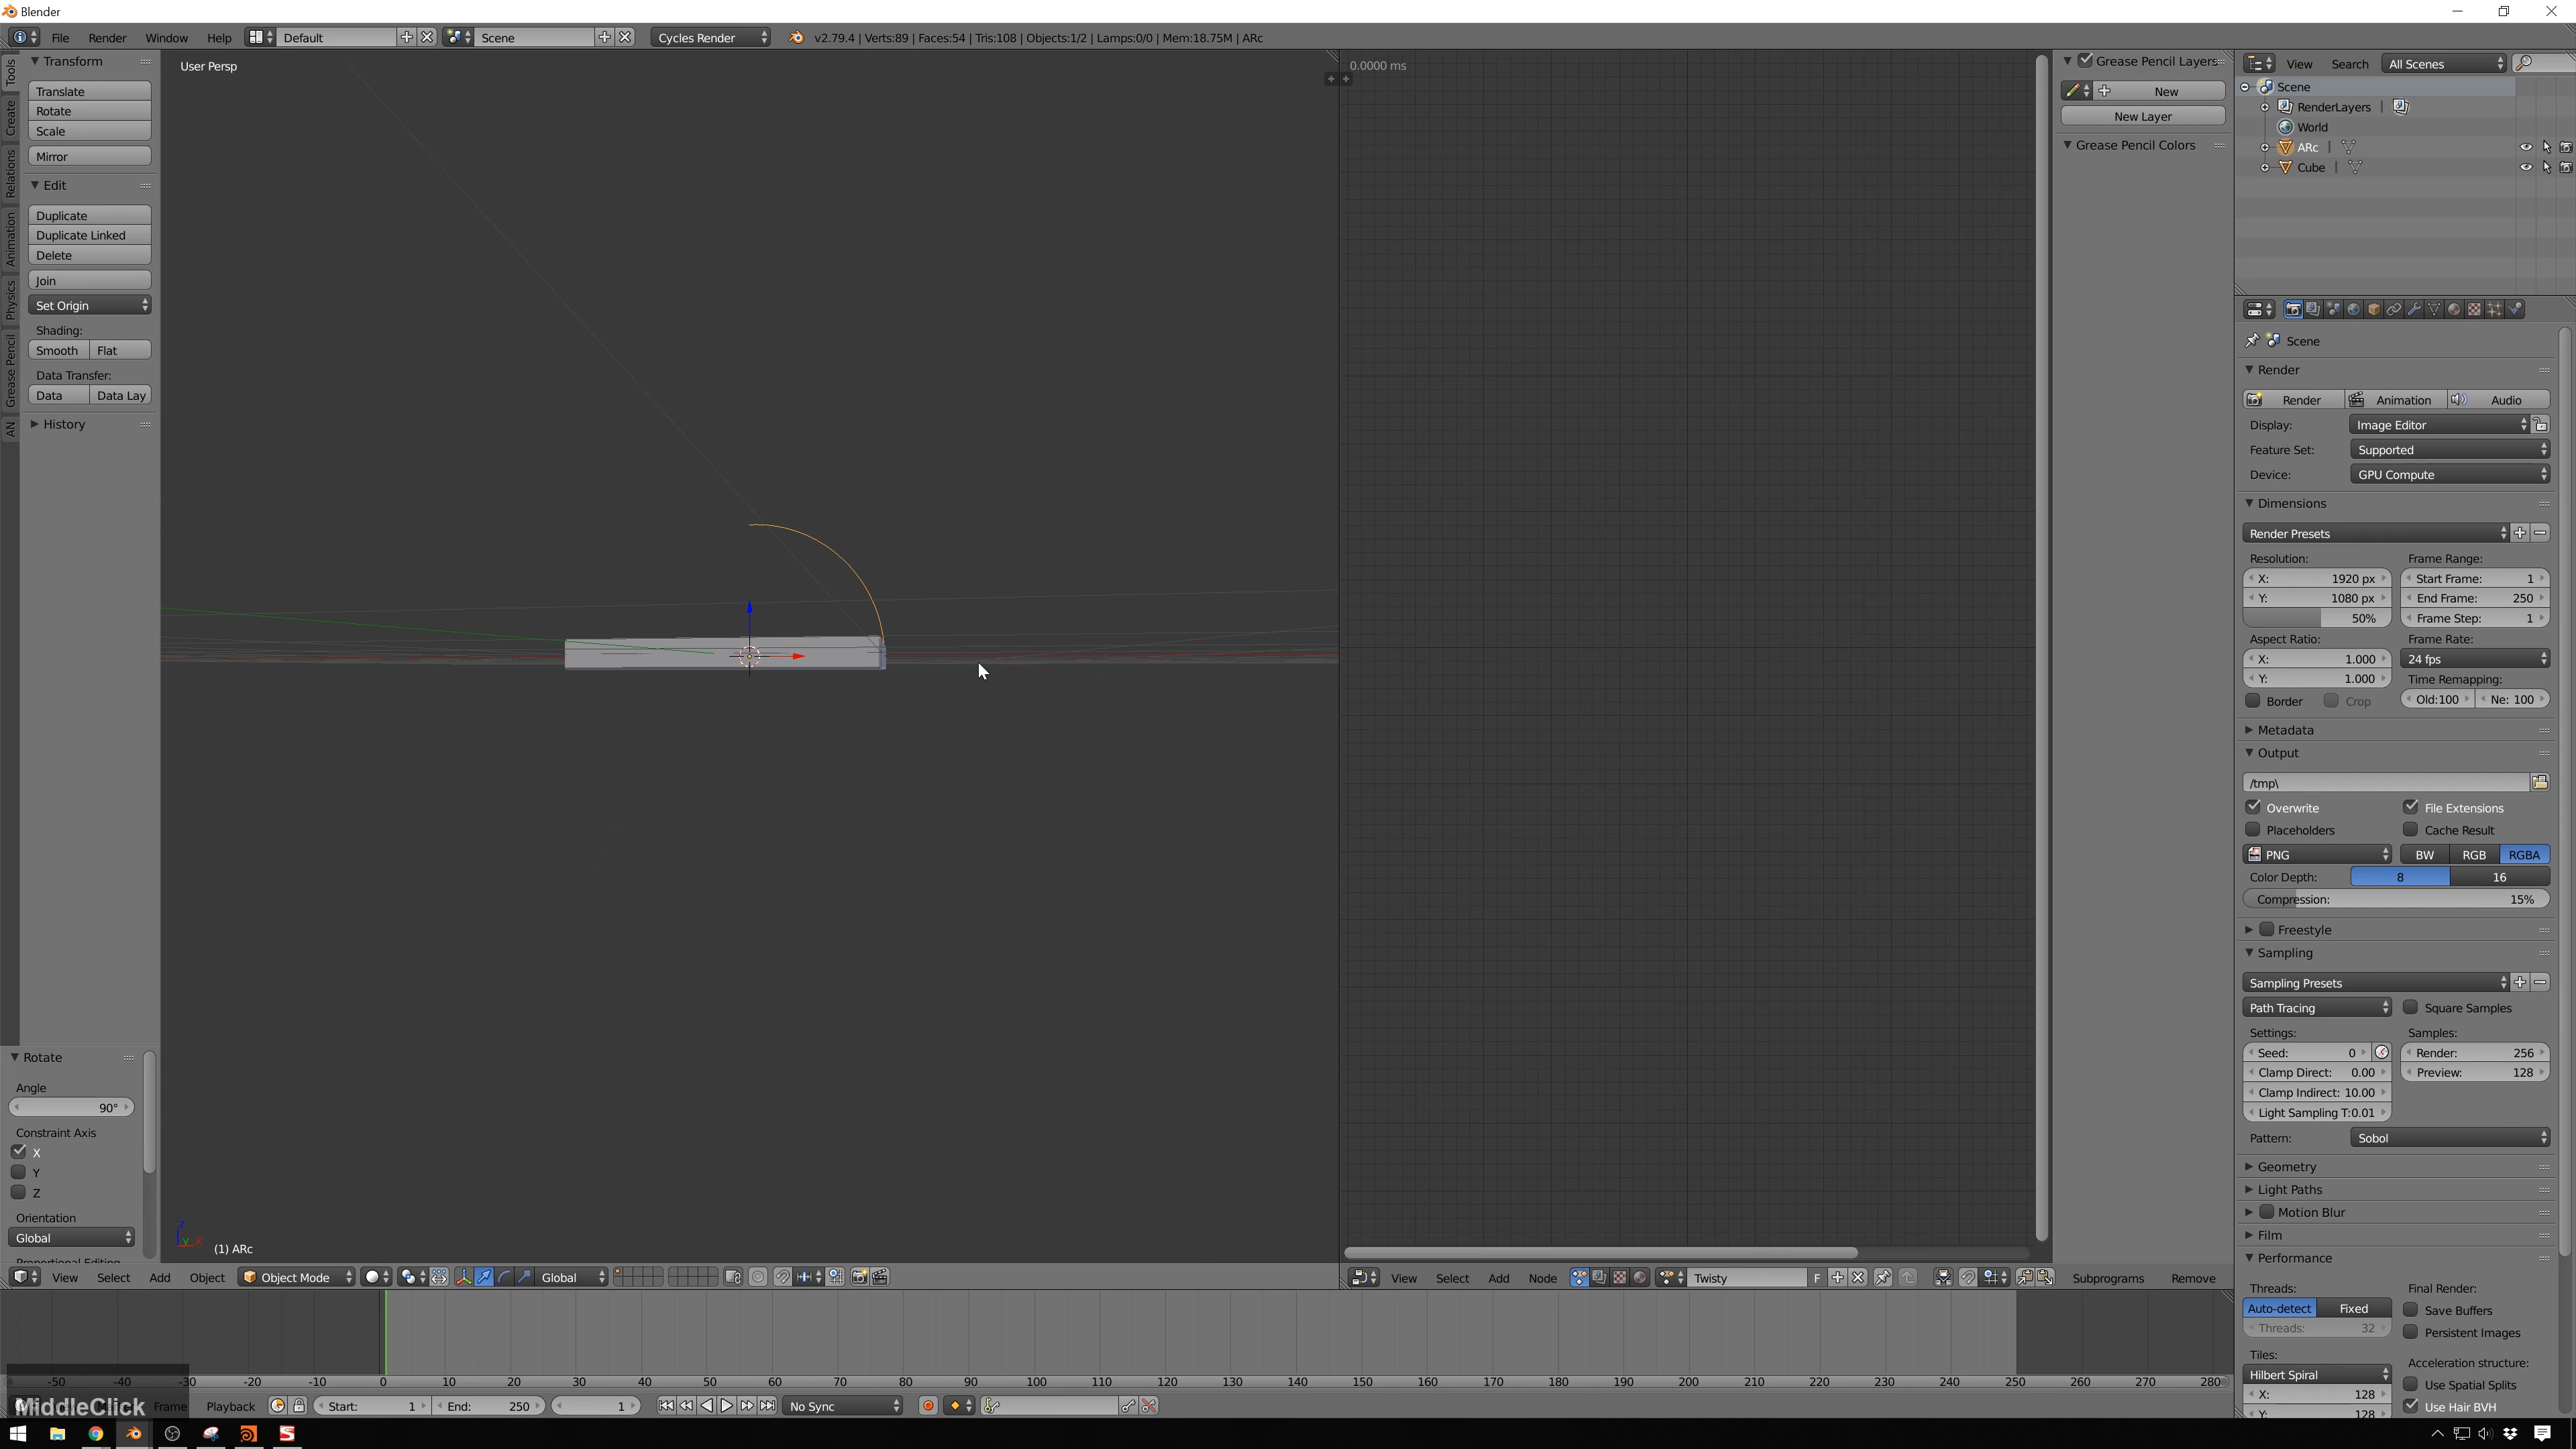 Blender
File Render Window Help Default Scene Cycles Render v2.79.4 | Verts:89 | Faces:54 | Tris:108 | Objects:1/2 | Lamps:0/0 | Mem:18.75M | ARc
Tools
Create
Relations
Animation
Physics
Grease Pencil
AN
Transform
Translate
Rotate
Scale
Mirror
Edit
Duplicate
Duplicate Linked
Delete
Join
Set Origin
Shading:
Smooth Flat
Data Transfer:
Data Data Lay
History
Rotate
Angle
90°
Constraint Axis
X
Y
Z
Orientation
Global
Proportional Editing
User Persp
(1) ARc
View Select Add Object Object Mode Global
0.0000 ms
View Select Add Node Twisty F Subprograms Remove
Grease Pencil Layers
New
New Layer
Grease Pencil Colors
View Search All Scenes
Scene
RenderLayers |
World
ARc |
Cube |
Scene
Render
Render Animation Audio
Display: Image Editor
Feature Set: Supported
Device: GPU Compute
Dimensions
Render Presets
Resolution: Frame Range:
X: 1920 px Start Frame: 1
Y: 1080 px End Frame: 250
50% Frame Step: 1
Aspect Ratio: Frame Rate:
X: 1.000 24 fps
Y: 1.000 Time Remapping:
Border Crop Old:100 Ne: 100
Metadata
Output
/tmp\
Overwrite File Extensions
Placeholders Cache Result
PNG BW RGB RGBA
Color Depth: 8 16
Compression: 15%
Freestyle
Sampling
Sampling Presets
Path Tracing Square Samples
Settings: Samples:
Seed: 0 Render: 256
Clamp Direct: 0.00 Preview: 128
Clamp Indirect: 10.00
Light Sampling T:0.01
Pattern: Sobol
Geometry
Light Paths
Motion Blur
Film
Performance
Threads: Final Render:
Auto-detect Fixed Save Buffers
Threads: 32 Persistent Images
Tiles: Acceleration structure:
Hilbert Spiral Use Spatial Splits
X: 128 Use Hair BVH
Y: 128
-50 -40 -30 -20 -10 0 10 20 30 40 50 60 70 80 90 100 110 120 130 140 150 160 170 180 190 200 210 220 230 240 250 260 270 280
MiddleClick Frame Playback Start: 1 End: 250 1 No Sync